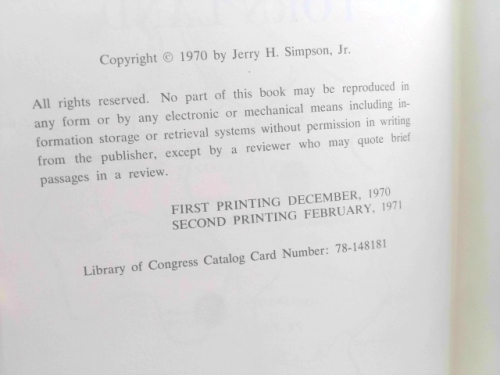 Copyright © 1970 by Jerry H. Simpson, Jr.
All rights reserved. No part of this book may be reproduced in
any form or by any electronic or mechanical means including in-
formation storage or retrieval systems without permission in writing
from the publisher, except by a reviewer who may quote brief
passages in a review.
FIRST PRINTING DECEMBER, 1970
SECOND PRINTING FEBRUARY, 1971
Library of Congress Catalog Card Number: 78-148181